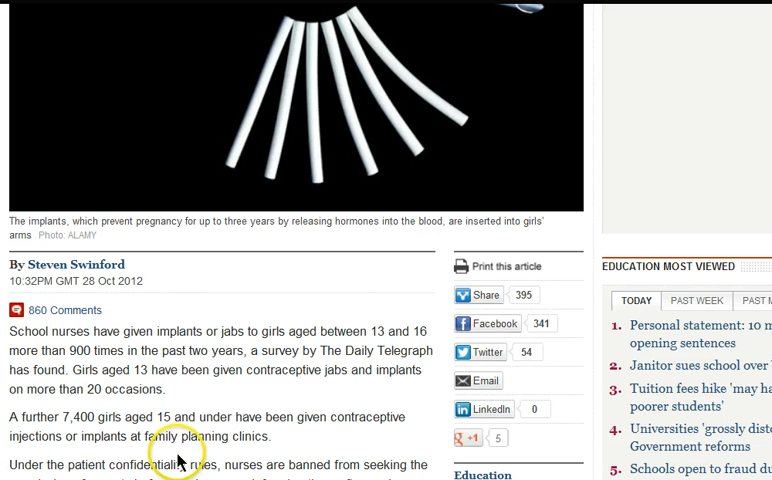 The implants, which prevent pregnancy for up to three years by releasing hormones into the blood, are inserted into girls'
arms Photo: ALAMY
By Steven Swinford
10:32PM GMT 28 Oct 2012
860 Comments
School nurses have given implants or jabs to girls aged between 13 and 16
more than 900 times in the past two years, a survey by The Daily Telegraph
has found. Girls aged 13 have been given contraceptive jabs and implants
on more than 20 occasions.
A further 7,400 girls aged 15 and under have been given contraceptive
injections or implants at family planning clinics.
Under the patient confidentiality rules, nurses are banned from seeking the
Print this article
Share 395
Facebook 341
Twitter 54
Email
LinkedIn 0
+1 5
Education
EDUCATION MOST VIEWED
TODAY PAST WEEK PAST
1. Personal statement: 10
opening sentences
2. Janitor sues school over
3. Tuition fees hike 'may
poorer students'
4. Universities 'grossly
Government reforms
5. Schools open to fraud